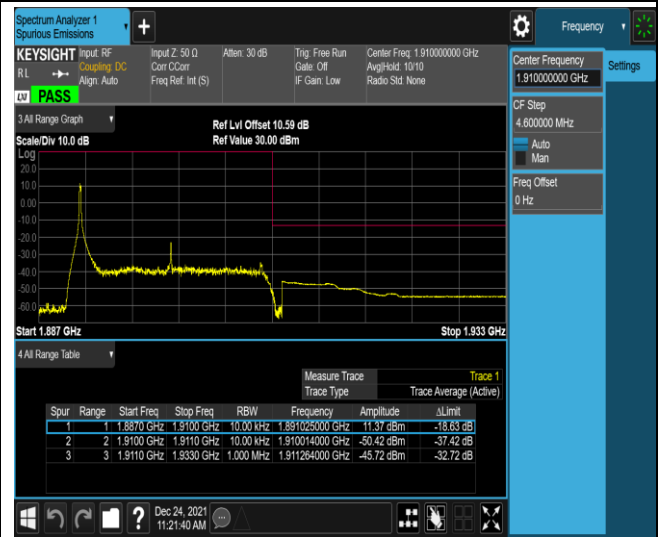 Spectrum Analyzer 1
Spurious Emissions
Frequency
KEYSIGHT
R L
LXI
PASS
Input: RF
Coupling: DC
Align: Auto
Input Z: 50 Ω
Corr CCorr
Freq Ref: Int (S)
Atten: 30 dB
Trig: Free Run
Gate: Off
IF Gain: Low
Center Freq: 1.910000000 GHz
Avg|Hold: 10/10
Radio Std: None
Center Frequency
1.910000000 GHz
Settings
CF Step
4.600000 MHz
Auto
Man
Freq Offset
0 Hz
3 All Range Graph
Ref Lvl Offset 10.59 dB
Scale/Div 10.0 dB
Ref Value 30.00 dBm
Log
20.0
10.0
0.00
-10.0
-20.0
-30.0
-40.0
-50.0
-60.0
Start 1.887 GHz
Stop 1.933 GHz
4 All Range Table
Measure Trace Trace 1
Trace Type Trace Average (Active)
Spur Range Start Freq Stop Freq RBW Frequency Amplitude ΔLimit
1 1 1.8870 GHz 1.9100 GHz 10.00 kHz 1.891025000 GHz 11.37 dBm -18.63 dB
2 2 1.9100 GHz 1.9110 GHz 10.00 kHz 1.910014000 GHz -50.42 dBm -37.42 dB
3 3 1.9110 GHz 1.9330 GHz 1.000 MHz 1.911264000 GHz -45.72 dBm -32.72 dB
?
Dec 24, 2021
11:21:40 AM